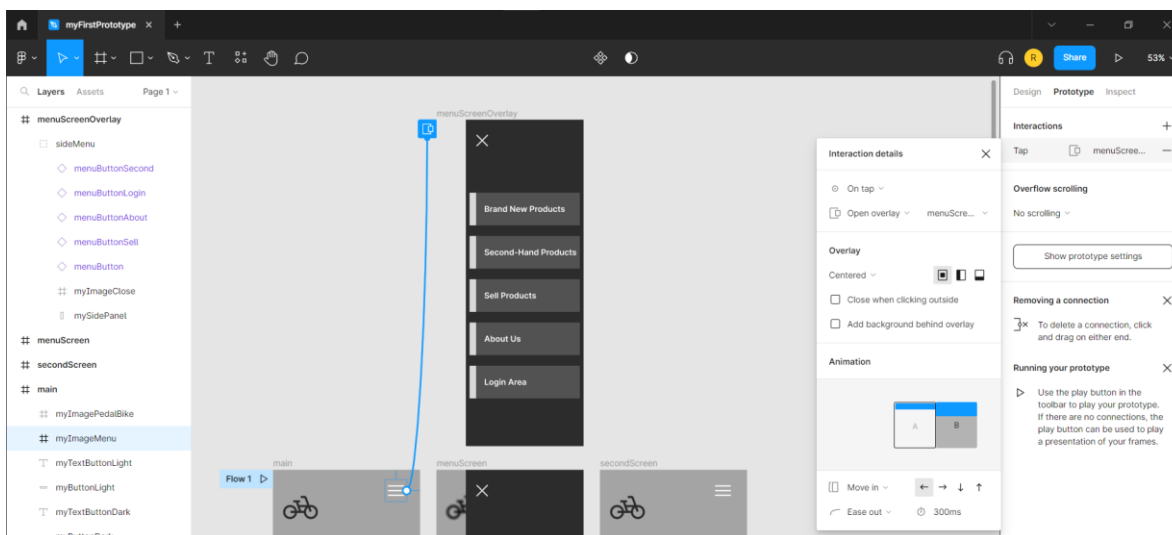 myFirstPrototype
R
Share
53%
Layers
Assets
Page 1
menuScreenOverlay
sideMenu
menuButtonSecond
menuButtonLogin
menuButtonAbout
menuButtonSell
menuButton
myImageClose
mySidePanel
menuScreen
secondScreen
main
myImagePedalBike
myImageMenu
myTextButtonLight
myButtonLight
myTextButtonDark
menuScreenOverlay
Brand New Products
Second-Hand Products
Sell Products
About Us
Login Area
Flow 1
main
menuScreen
secondScreen
Interaction details
On tap
Open overlay
menuScre...
Overlay
Centered
Close when clicking outside
Add background behind overlay
Animation
A
B
Move in
Ease out
300ms
Design
Prototype
Inspect
Interactions
Tap
menuScree...
Overflow scrolling
No scrolling
Show prototype settings
Removing a connection
To delete a connection, click
and drag on either end.
Running your prototype
Use the play button in the
toolbar to play your prototype.
If there are no connections, the
play button can be used to play
a presentation of your frames.